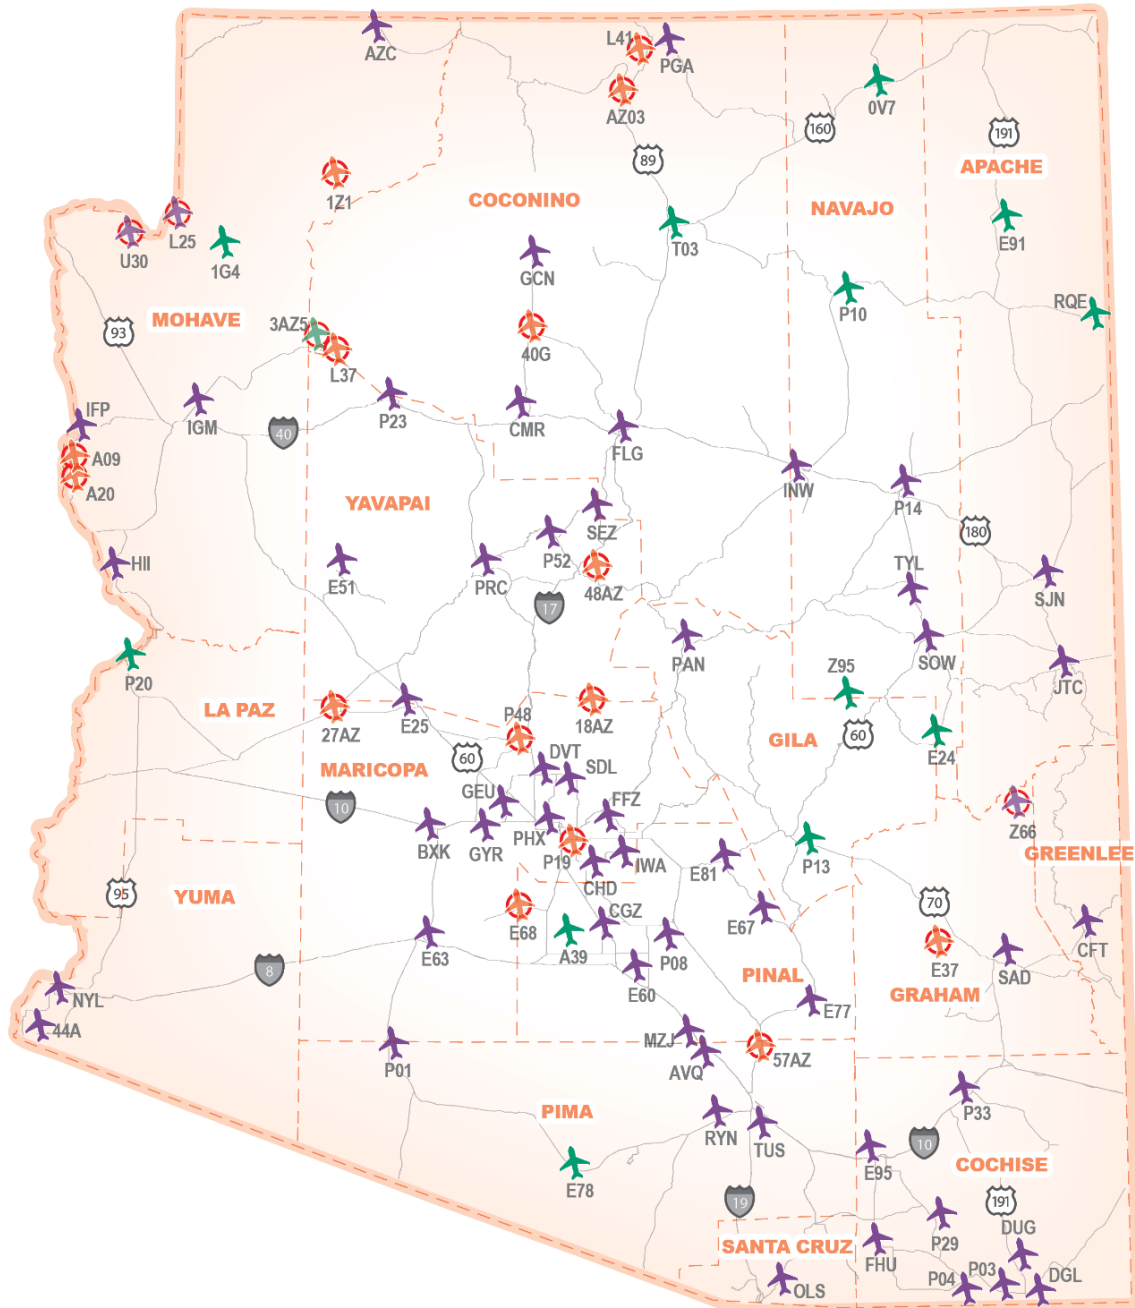 AZC
L41
PGA
AZ03
0V7
160
191
89
APACHE
1Z1
COCONINO
NAVAJO
L25
U30
1G4
T03
E91
GCN
P10
RQE
MOHAVE
93
3AZ5
40G
L37
IFP
IGM
P23
CMR
40
FLG
A09
A20
INW
P14
YAVAPAI
SEZ
P52
180
HII
E51
PRC
48AZ
TYL
SJN
17
PAN
SOW
P20
Z95
JTC
LA PAZ
27AZ
E25
P48
18AZ
60
GILA
E24
60
DVT
SDL
MARICOPA
GEU
FFZ
10
BXK
GYR
PHX
P19
IWA
E81
P13
Z66
GREENLEE
CHD
95
YUMA
E68
CGZ
E67
70
E63
A39
P08
E37
SAD
CFT
8
E60
PINAL
GRAHAM
NYL
E77
44A
MZJ
P01
AVQ
57AZ
PIMA
RYN
TUS
P33
E95
10
COCHISE
E78
19
191
P29
DUG
SANTA CRUZ
FHU
P04
P03
DGL
OLS